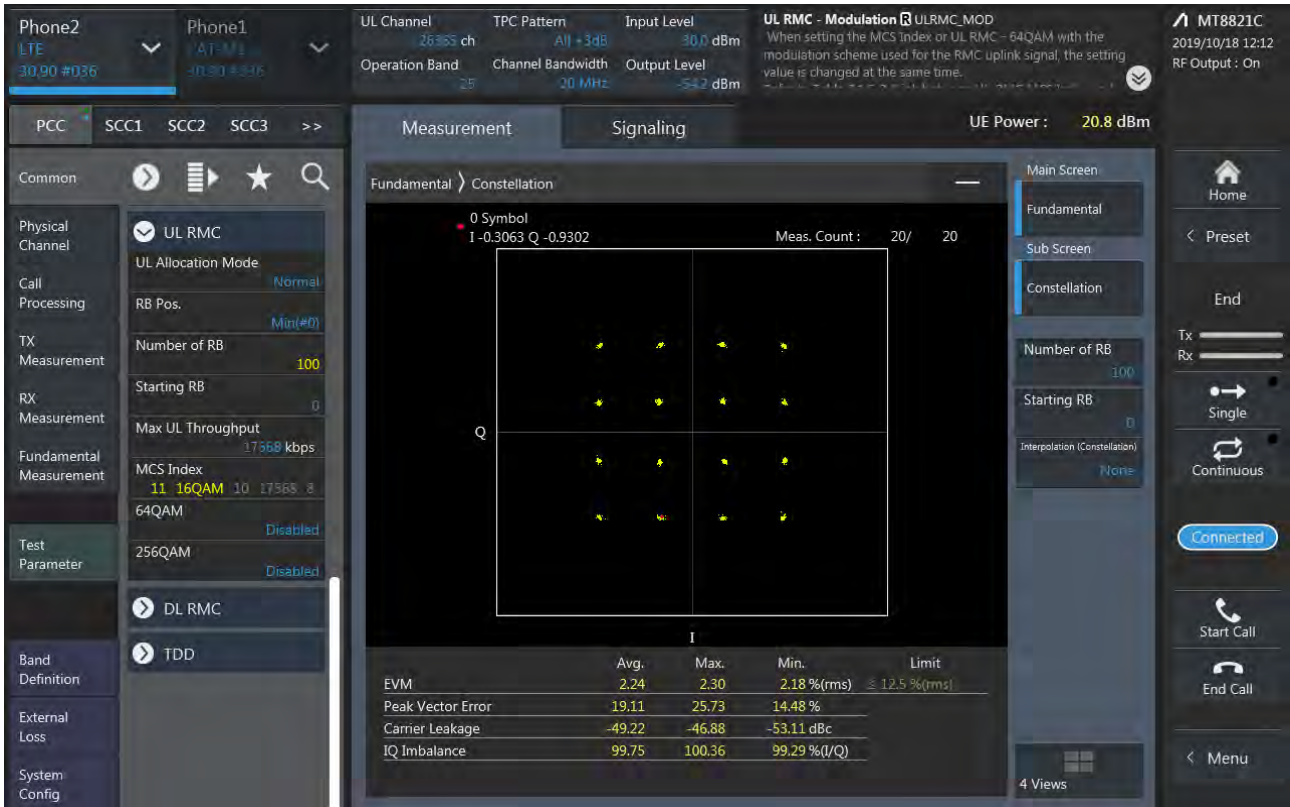 Phone2
LTE
30.90 #036
Phone1
CAT-M1
UL Channel
26365 ch
TPC Pattern
All +3dB
Input Level
30.0 dBm
Operation Band
25
Channel Bandwidth
20 MHz
Output Level
-54.2 dBm
UL RMC - Modulation R ULRMC_MOD
When setting the MCS Index or UL RMC - 64QAM with the
modulation scheme used for the RMC uplink signal, the setting
value is changed at the same time.
MT8821C
2019/10/18 12:12
RF Output : On
PCC SCC1 SCC2 SCC3 >>
Measurement
Signaling
UE Power : 20.8 dBm
Common
Physical
Channel
Call
Processing
TX
Measurement
RX
Measurement
Fundamental
Measurement
Test
Parameter
Band
Definition
External
Loss
System
Config
UL RMC
UL Allocation Mode
Normal
RB Pos.
Min(#0)
Number of RB
100
Starting RB
0
Max UL Throughput
17568 kbps
MCS Index
11 16QAM 10 17568 8
64QAM
Disabled
256QAM
Disabled
DL RMC
TDD
Fundamental 〉 Constellation
0 Symbol
I -0.3063 Q -0.9302
Meas. Count : 20/ 20
Q
I
Avg. Max. Min. Limit
EVM 2.24 2.30 2.18 %(rms) ≦ 12.5 %(rms)
Peak Vector Error 19.11 25.73 14.48 %
Carrier Leakage -49.22 -46.88 -53.11 dBc
IQ Imbalance 99.75 100.36 99.29 %(I/Q)
Main Screen
Fundamental
Sub Screen
Constellation
Number of RB
100
Starting RB
0
Interpolation (Constellation)
None
4 Views
Home
< Preset
End
Tx
Rx
Single
Continuous
Connected
Start Call
End Call
< Menu